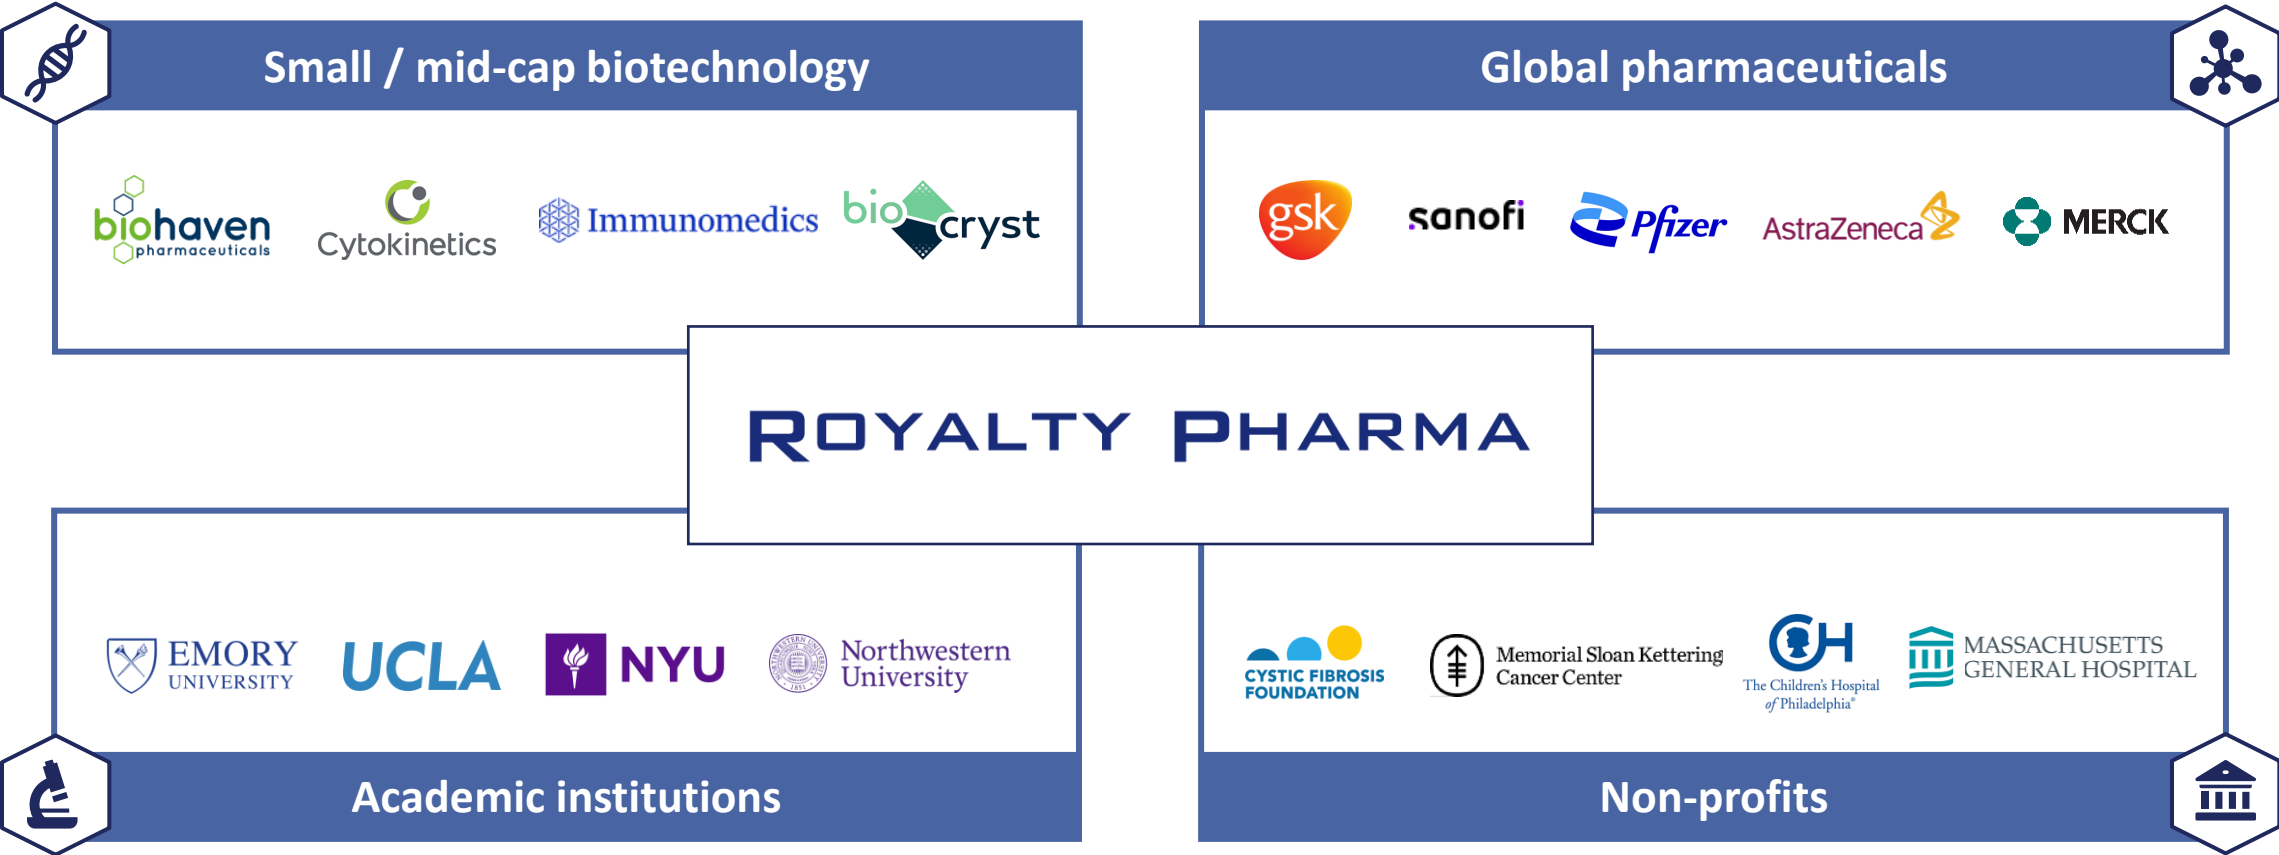 Small / mid-cap biotechnology
Global pharmaceuticals
biohaven
pharmaceuticals
Cytokinetics
Immunomedics
bio
cryst
gsk
sanofi
Pfizer
AstraZeneca
MERCK
ROYALTY PHARMA
EMORY
UNIVERSITY
UCLA
NYU
Northwestern
University
CYSTIC FIBROSIS
FOUNDATION
Memorial Sloan Kettering
Cancer Center
CH
The Children's Hospital
of Philadelphia®
MASSACHUSETTS
GENERAL HOSPITAL
Academic institutions
Non-profits